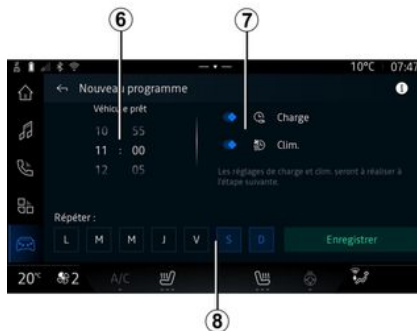 6 7
10°C 07:47
← Nouveau programme
Véhicule prêt
10 55
11 : 00
12 05
Charge
Clim.
Les réglages de charge et clim. seront à réaliser à
l'étape suivante.
Répéter :
L M M J V S D
Enregistrer
20°C 2 A/C
8